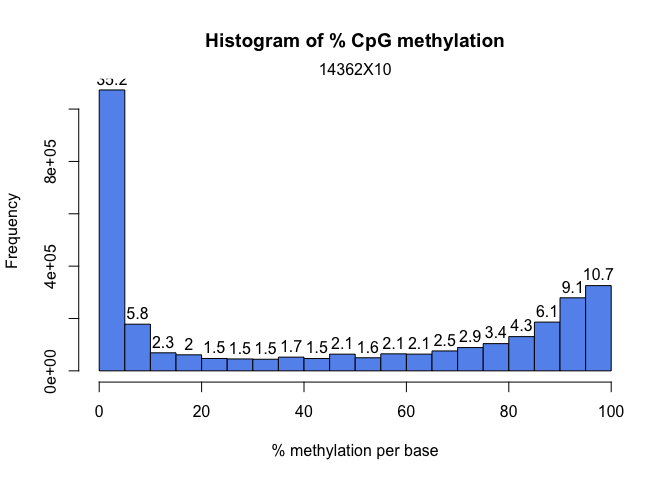 Histogram of % CpG methylation
14362X10
35.2
5.8 2.3 2 1.5 1.5 1.5 1.7 1.5 2.1 1.6 2.1 2.1 2.5 2.9 3.4 4.3 6.1 9.1 10.7
Frequency
8e+05
4e+05
0e+00
0 20 40 60 80 100
% methylation per base